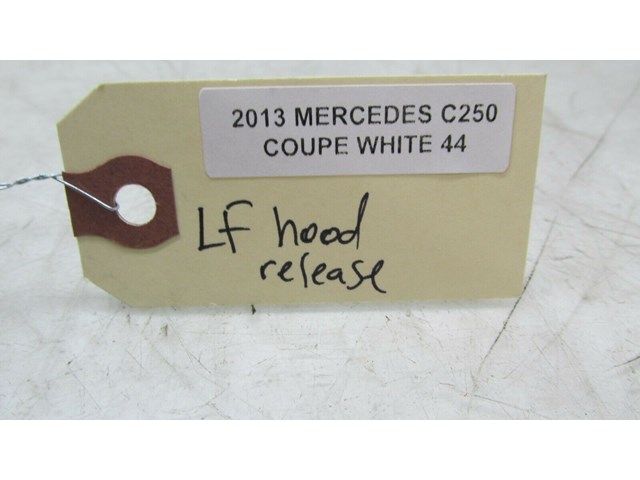 2013 MERCEDES C250
COUPE WHITE 44
LF hood
release